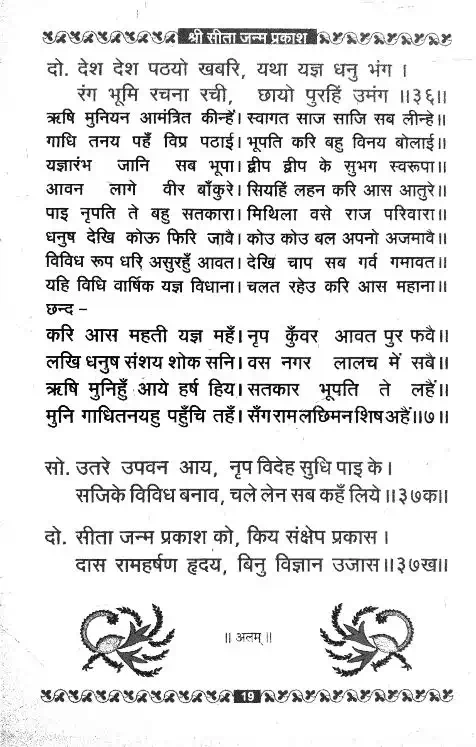 श्री सीता जन्म प्रकाश
दो. देश देश पठयो खबरि, यथा यज्ञ धनु भंग ।
रंग भूमि रचना रची, छायो पुरहिं उमंग ॥३६॥
ऋषि मुनियन आमंत्रित कीन्हें। स्वागत साज साजि सब लीन्हे॥
गाधि तनय पहँ विप्र पठाई। भूपति करि बहु विनय बोलाई॥
यज्ञारंभ जानि सब भूपा। द्वीप द्वीप के सुभग स्वरूपा॥
आवन लागे वीर बाँकुरे। सियहिं लहन करि आस आतुरे॥
पाइ नृपति ते बहु सतकारा। मिथिला वसे राज परिवारा॥
धनुष देखि कोऊ फिरि जावै। कोउ कोउ बल अपनो अजमावै॥
विविध रूप धरि असुरहुँ आवत। देखि चाप सब गर्व गमावत॥
यहि विधि वार्षिक यज्ञ विधाना। चलत रहेउ करि आस महाना॥
छन्द –
करि आस महती यज्ञ महँ। नृप कुँवर आवत पुर फवै॥
लखि धनुष संशय शोक सनि। वस नगर लालच में सबै॥
ऋषि मुनिहुँ आये हर्ष हिय। सतकार भूपति ते लहैं॥
मुनि गाधितनयहु पहुँचि तहँ। सँग राम लछिमन शिष अहैं॥७॥
सो. उतरे उपवन आय, नृप विदेह सुधि पाइ के ।
सजिके विविध बनाव, चले लेन सब कहँ लिये ॥३७क॥
दो. सीता जन्म प्रकाश को, किय संक्षेप प्रकास ।
दास रामहर्षण हृदय, बिनु विज्ञान उजास॥३७ख॥
॥ अलम् ॥
19